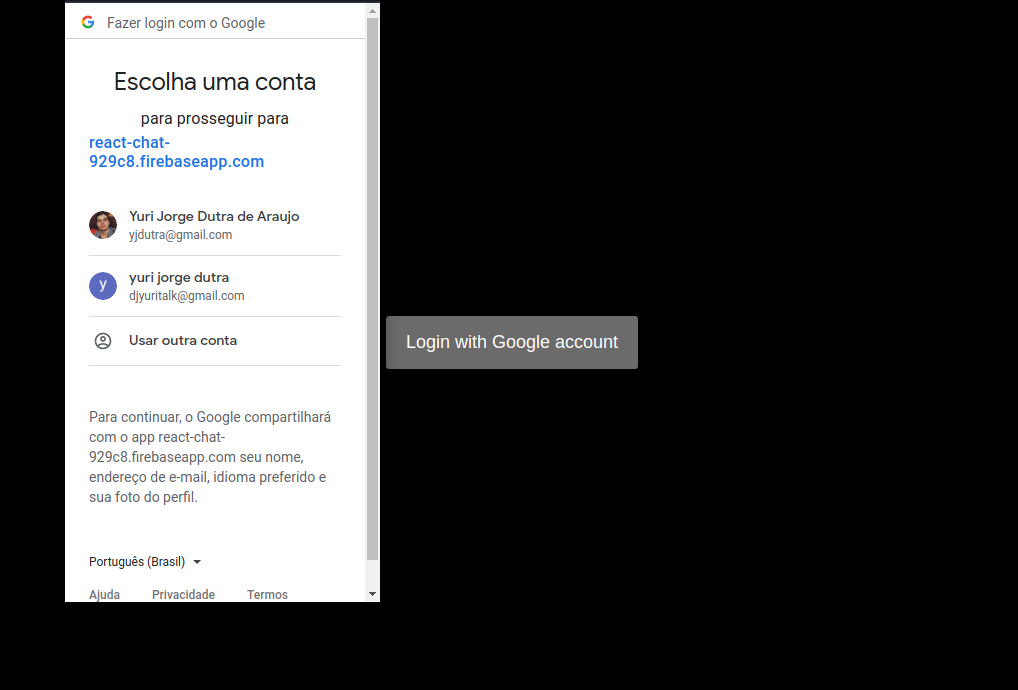 Fazer login com o Google
Escolha uma conta
para prosseguir para
react-chat-
929c8.firebaseapp.com
Yuri Jorge Dutra de Araujo
yjdutra@gmail.com
y
yuri jorge dutra
djyuritalk@gmail.com
Usar outra conta
Login with Google account
Para continuar, o Google compartilhará
com o app react-chat-
929c8.firebaseapp.com seu nome,
endereço de e-mail, idioma preferido e
sua foto do perfil.
Português (Brasil)
Ajuda Privacidade Termos